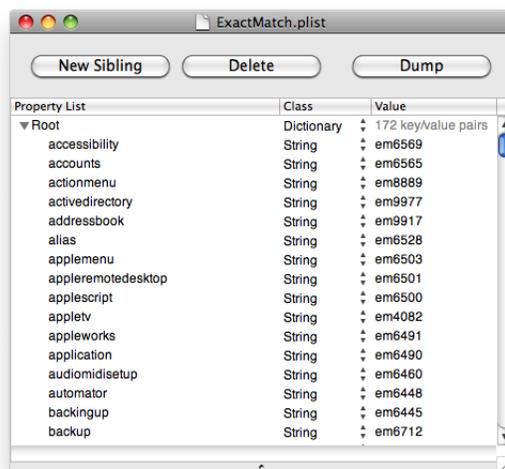 ExactMatch.plist
New Sibling Delete Dump
Property List Class Value
Root Dictionary 172 key/value pairs
accessibility String em6569
accounts String em6565
actionmenu String em8889
activedirectory String em9977
addressbook String em9917
alias String em6528
applemenu String em6503
appleremotedesktop String em6501
applescript String em6500
appletv String em4082
appleworks String em6491
application String em6490
audiomidisetup String em6460
automator String em6448
backingup String em6445
backup String em6712